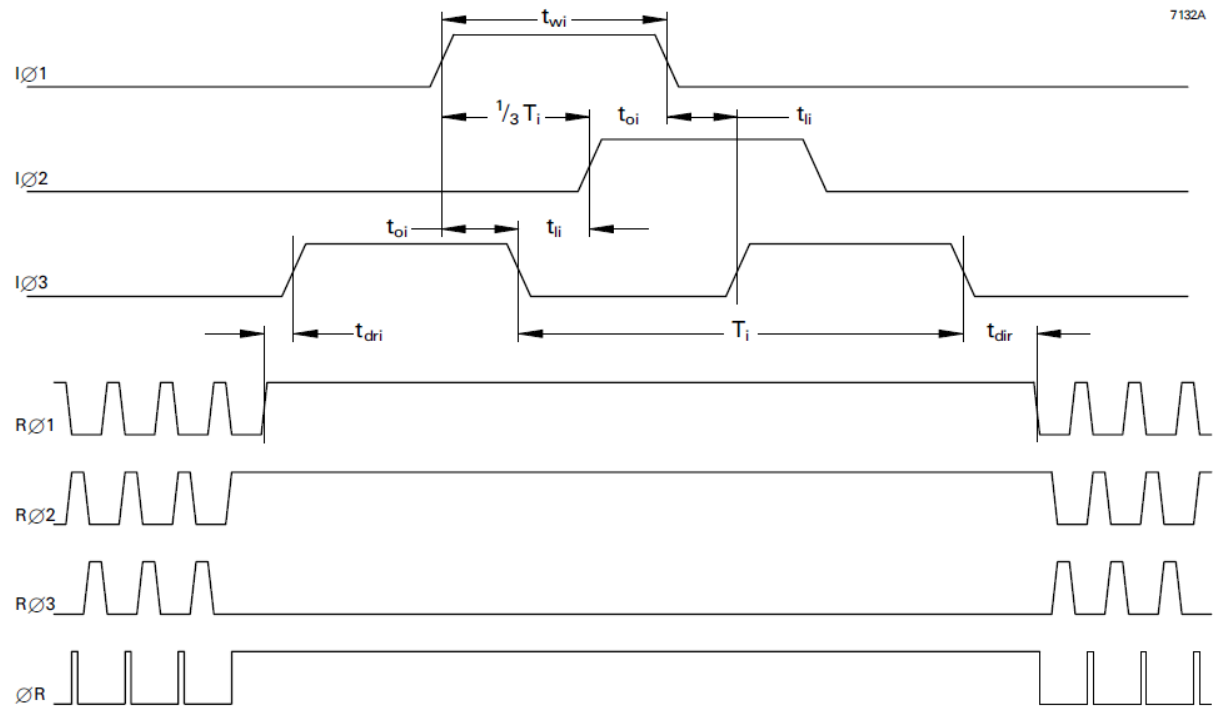 7132A
t_wi
IØ1
1/3 T_i
t_oi
t_li
IØ2
t_oi
t_li
IØ3
t_dri
T_i
t_dir
RØ1
RØ2
RØ3
ØR